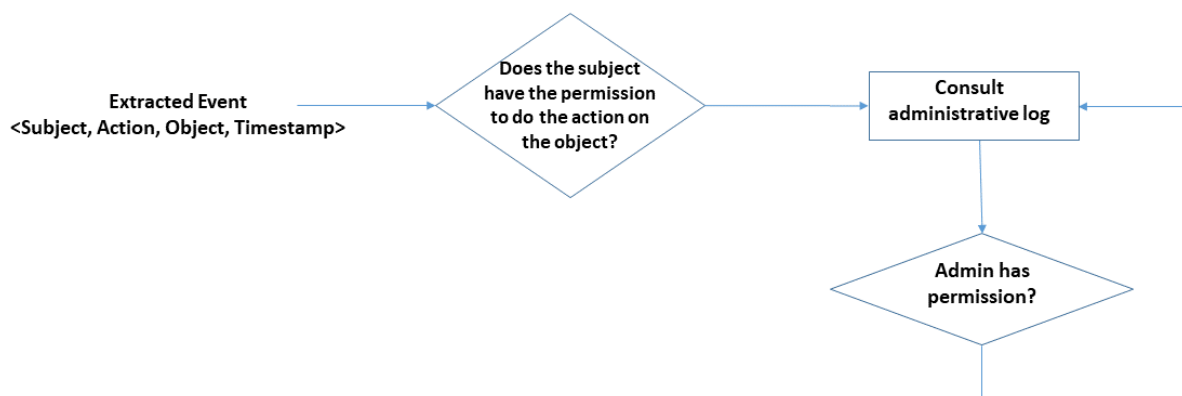 Extracted Event
<Subject, Action, Object, Timestamp>
Does the subject
have the permission
to do the action on
the object?
Consult
administrative log
Admin has
permission?